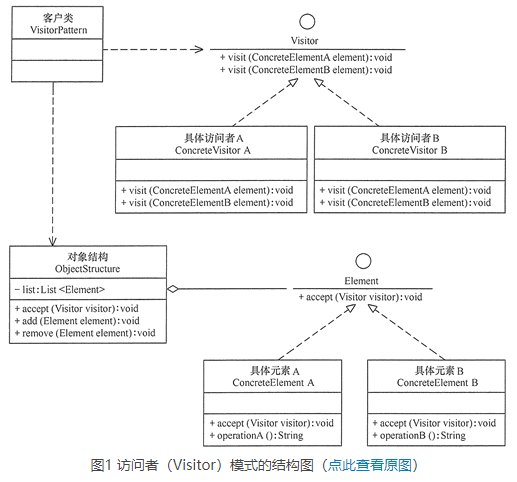 客户类
VisitorPattern
Visitor
+ visit (ConcreteElementA element): void
+ visit (ConcreteElementB element): void
具体访问者A
ConcreteVisitor A
+ visit (ConcreteElementA element): void
+ visit (ConcreteElementB element): void
具体访问者B
ConcreteVisitor B
+ visit (ConcreteElementA element): void
+ visit (ConcreteElementB element): void
对象结构
ObjectStructure
- list: List <Element>
+ accept (Visitor visitor): void
+ add (Element element): void
+ remove (Element element): void
Element
+ accept (Visitor visitor): void
具体元素A
ConcreteElement A
+ accept (Visitor visitor): void
+ operationA (): String
具体元素B
ConcreteElement B
+ accept (Visitor visitor): void
+ operationB (): String
图1 访问者（Visitor）模式的结构图（点此查看原图）